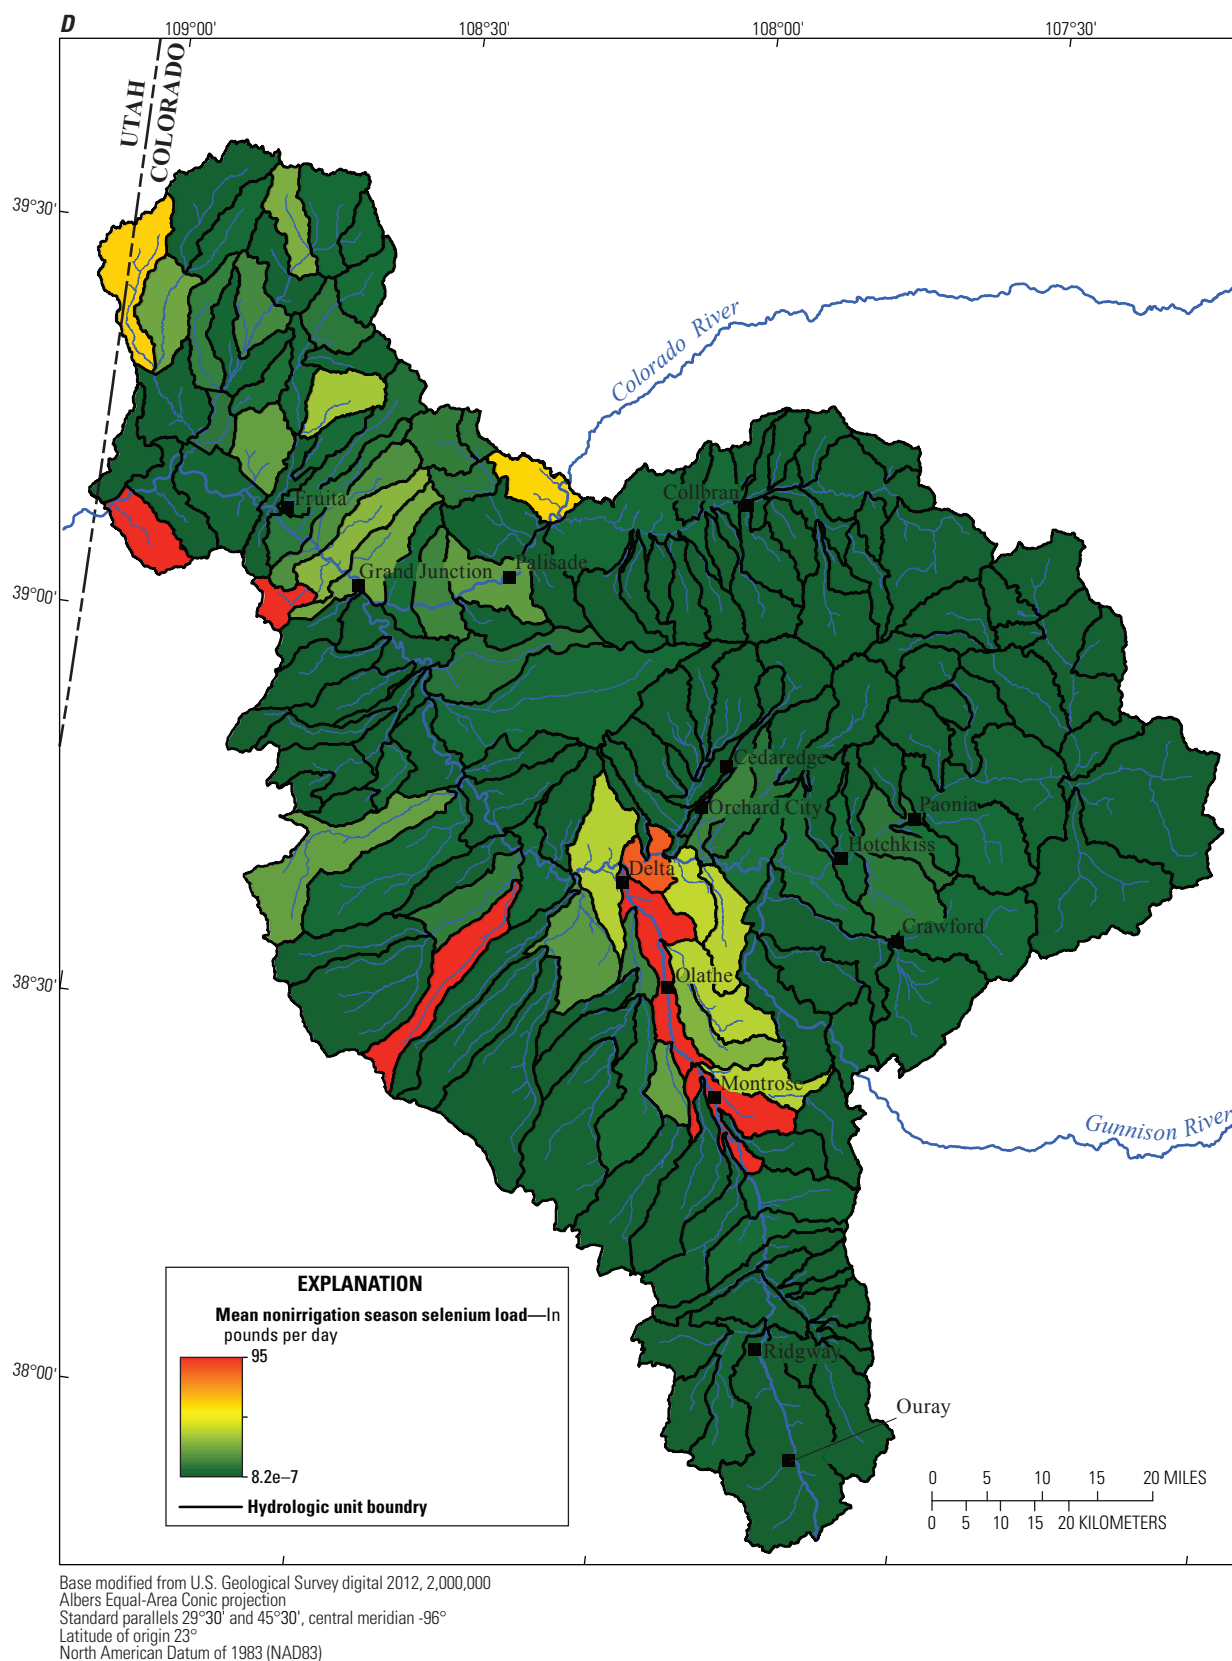 D
109°00'
108°30'
108°00'
107°30'
UTAH
COLORADO
39°30'
Colorado River
Collbran
Fruita
Palisade
Grand Junction
39°00'
Cedaredge
Orchard City
Paonia
Hotchkiss
Delta
Crawford
Olathe
38°30'
Montrose
Gunnison River
EXPLANATION
Mean nonirrigation season selenium load—In
pounds per day
95
8.2e–7
Hydrologic unit boundry
Ridgway
38°00'
Ouray
0 5 10 15 20 MILES
0 5 10 15 20 KILOMETERS
Base modified from U.S. Geological Survey digital 2012, 2,000,000
Albers Equal-Area Conic projection
Standard parallels 29°30' and 45°30', central meridian -96°
Latitude of origin 23°
North American Datum of 1983 (NAD83)